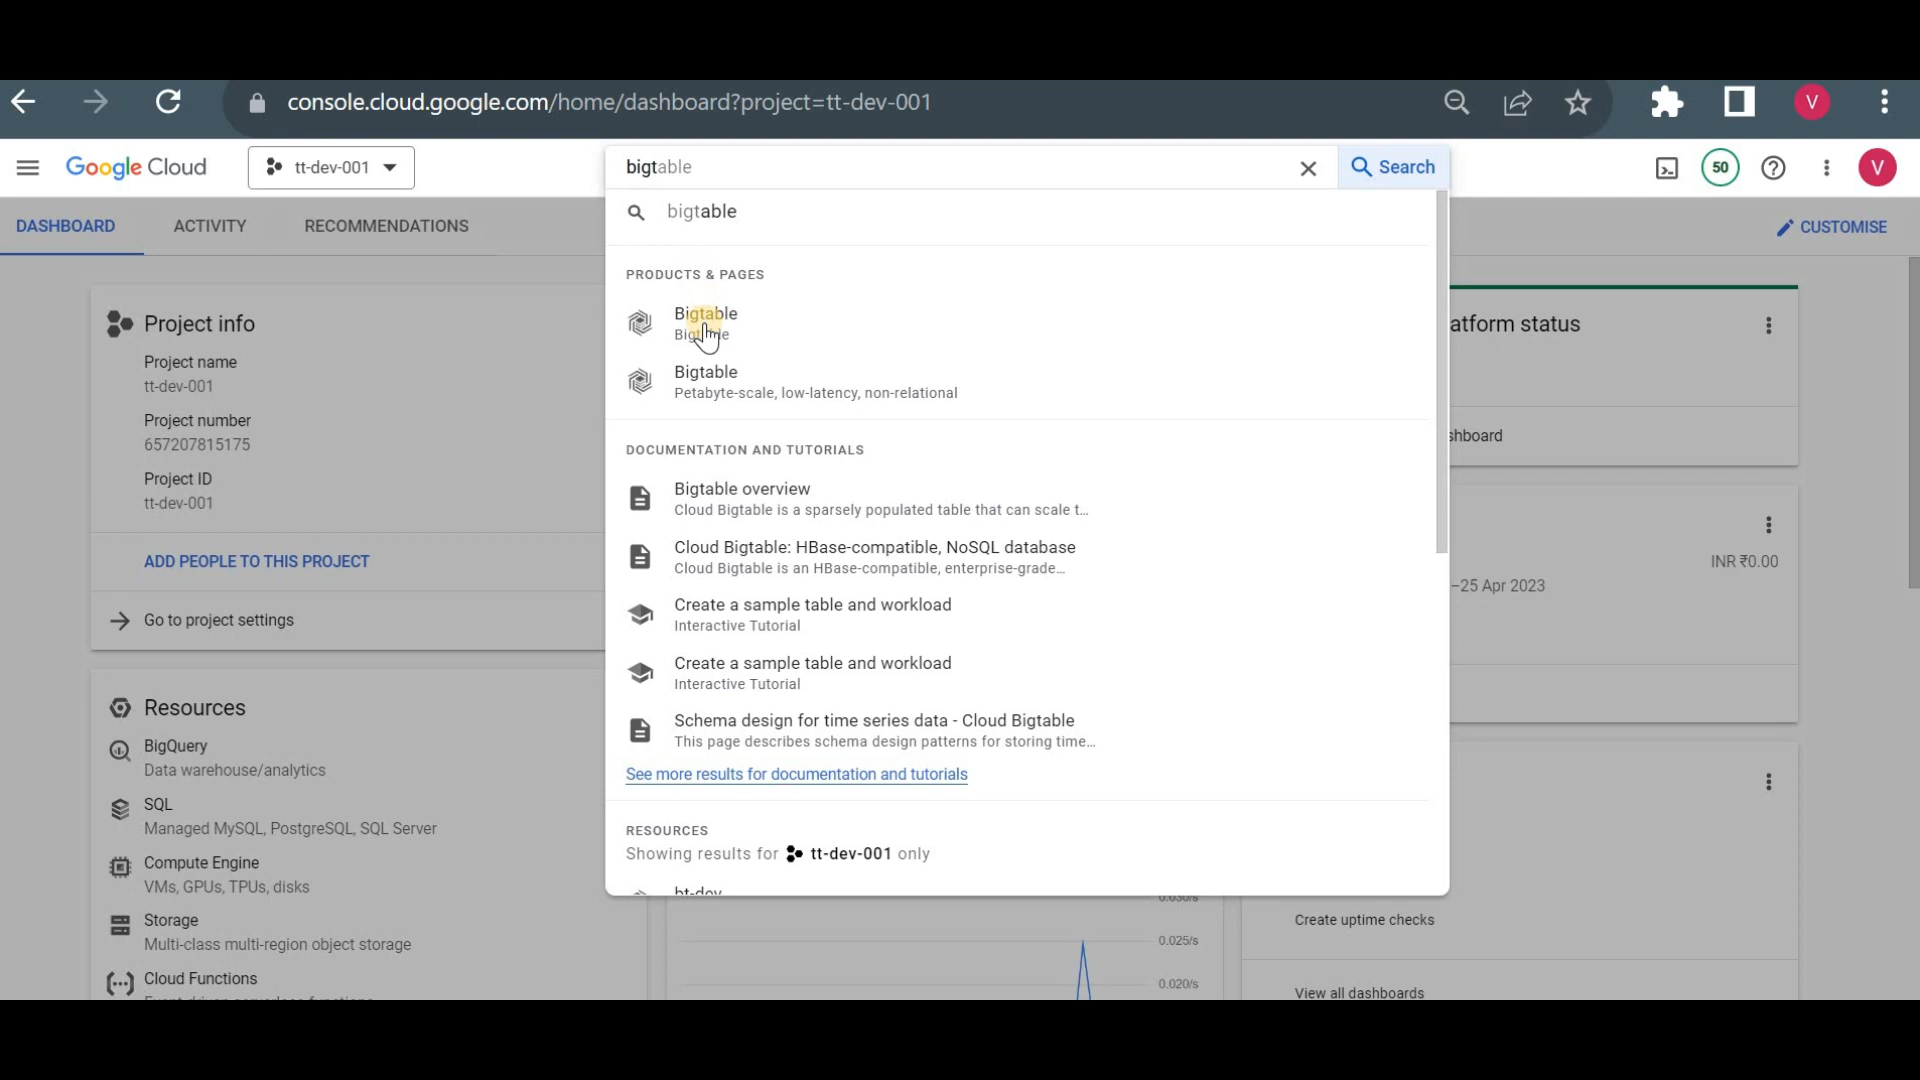 console.cloud.google.com/home/dashboard?project=tt-dev-001
V
Google Cloud
tt-dev-001
bigtable
Search
50
V
DASHBOARD
ACTIVITY
RECOMMENDATIONS
CUSTOMISE
bigtable
PRODUCTS & PAGES
Bigtable
Bigtable
Bigtable
Petabyte-scale, low-latency, non-relational
DOCUMENTATION AND TUTORIALS
Bigtable overview
Cloud Bigtable is a sparsely populated table that can scale t...
Cloud Bigtable: HBase-compatible, NoSQL database
Cloud Bigtable is an HBase-compatible, enterprise-grade...
Create a sample table and workload
Interactive Tutorial
Create a sample table and workload
Interactive Tutorial
Schema design for time series data - Cloud Bigtable
This page describes schema design patterns for storing time...
See more results for documentation and tutorials
RESOURCES
Showing results for tt-dev-001 only
bt-dev
Project info
Project name
tt-dev-001
Project number
657207815175
Project ID
tt-dev-001
ADD PEOPLE TO THIS PROJECT
Go to project settings
Resources
BigQuery
Data warehouse/analytics
SQL
Managed MySQL, PostgreSQL, SQL Server
Compute Engine
VMs, GPUs, TPUs, disks
Storage
Multi-class multi-region object storage
Cloud Functions
0.030/s
0.025/s
0.020/s
atform status
shboard
INR ₹0.00
–25 Apr 2023
Create uptime checks
View all dashboards